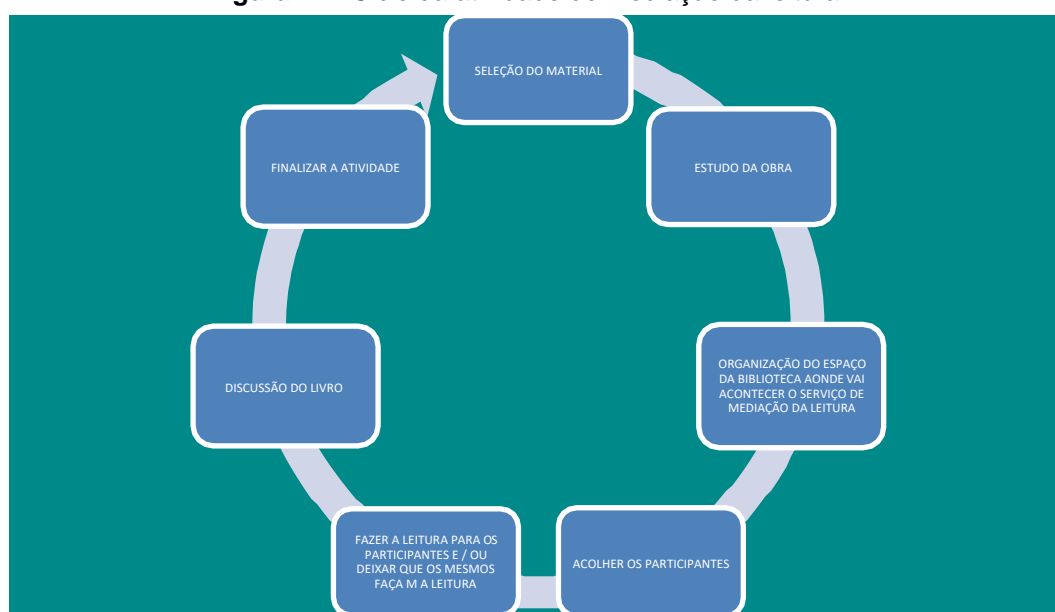 SELEÇÃO DO MATERIAL
ESTUDO DA OBRA
ORGANIZAÇÃO DO ESPAÇO
DA BIBLIOTECA AONDE VAI
ACONTECER O SERVIÇO DE
MEDIAÇÃO DA LEITURA
ACOLHER OS PARTICIPANTES
FAZER A LEITURA PARA OS
PARTICIPANTES E / OU
DEIXAR QUE OS MESMOS
FAÇA M A LEITURA
DISCUSSÃO DO LIVRO
FINALIZAR A ATIVIDADE